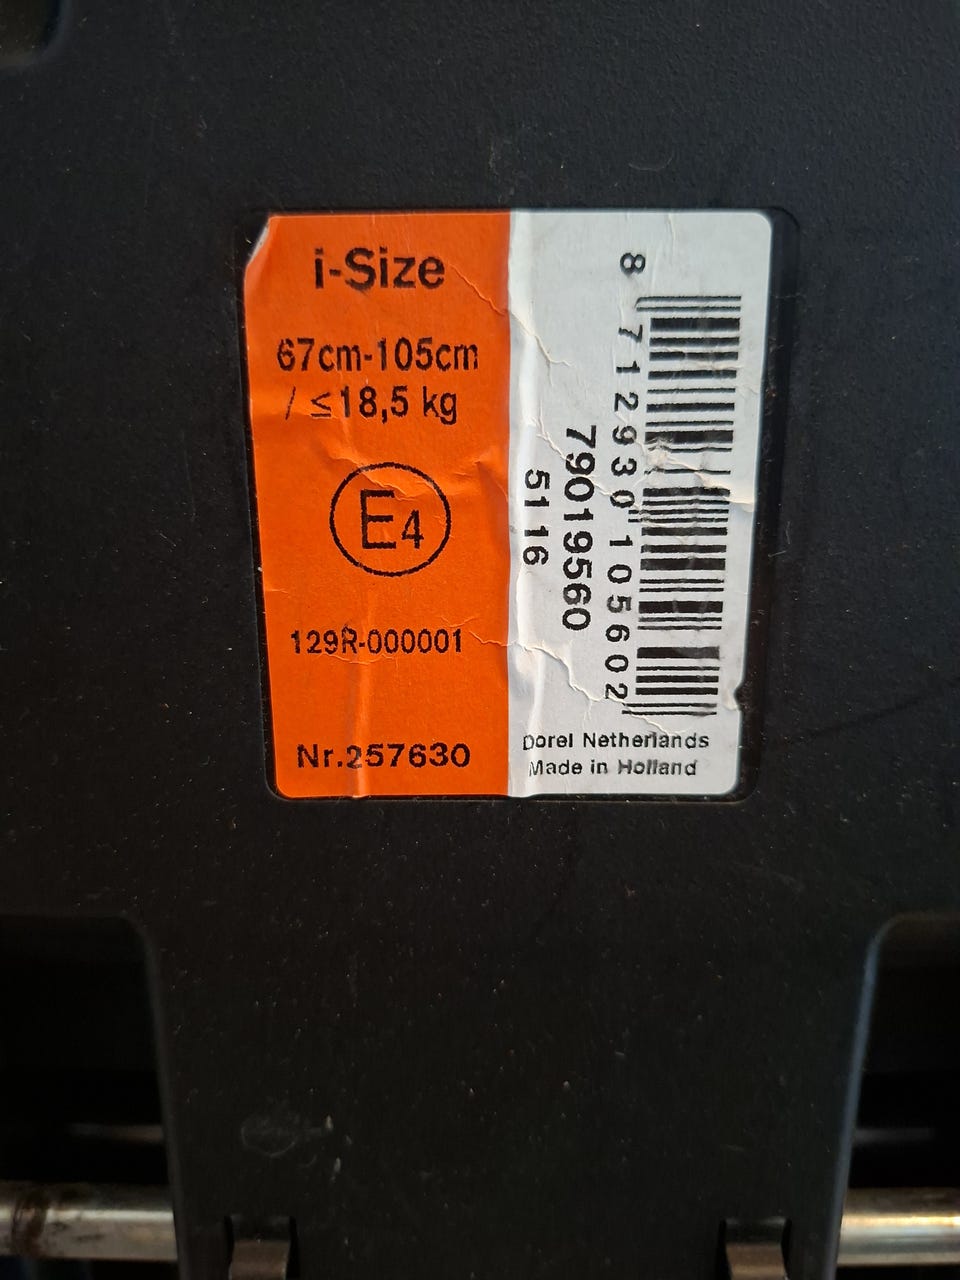 i-Size
67cm-105cm
/ ≤18,5 kg
E4
129R-000001
Nr.257630
8 712930 105602
79019560
5116
Dorel Netherlands
Made in Holland